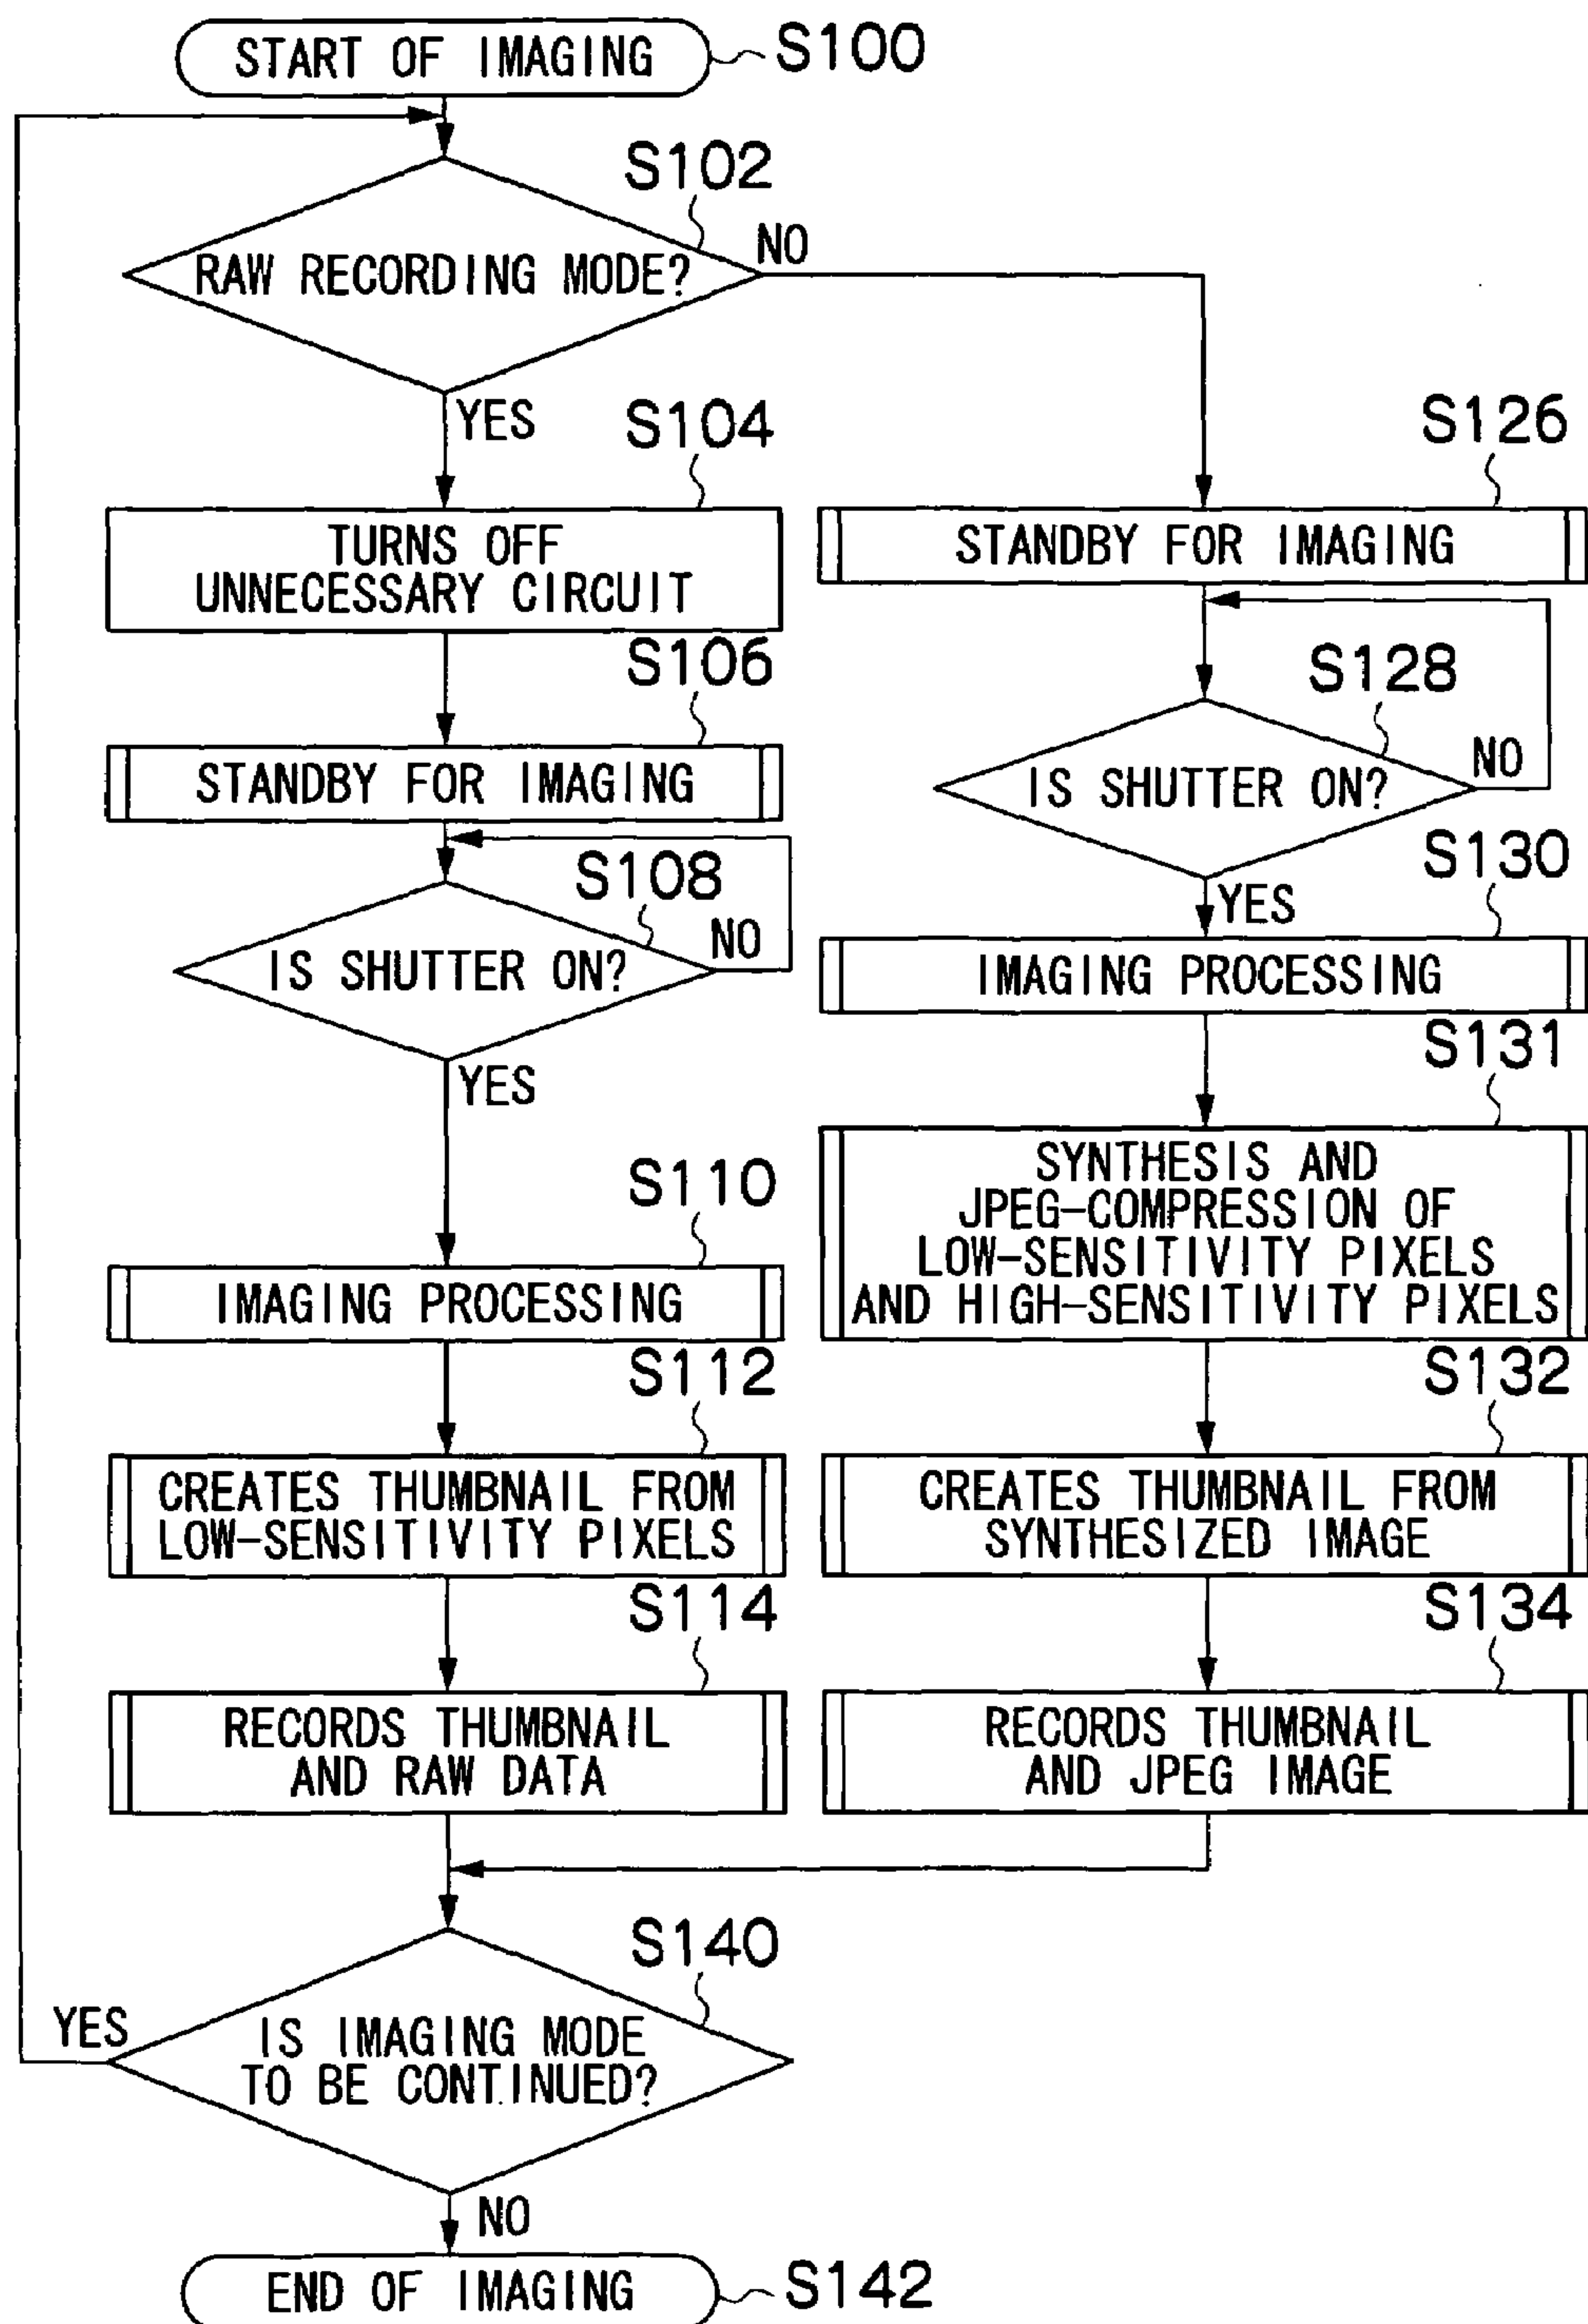 START OF IMAGING
S100
S102
RAW RECORDING MODE?
NO
YES
S104
TURNS OFF
UNNECESSARY CIRCUIT
S106
STANDBY FOR IMAGING
S108
IS SHUTTER ON?
NO
YES
S110
IMAGING PROCESSING
S112
CREATES THUMBNAIL FROM
LOW-SENSITIVITY PIXELS
S114
RECORDS THUMBNAIL
AND RAW DATA
S126
STANDBY FOR IMAGING
S128
IS SHUTTER ON?
NO
YES
S130
IMAGING PROCESSING
S131
SYNTHESIS AND
JPEG-COMPRESSION OF
LOW-SENSITIVITY PIXELS
AND HIGH-SENSITIVITY PIXELS
S132
CREATES THUMBNAIL FROM
SYNTHESIZED IMAGE
S134
RECORDS THUMBNAIL
AND JPEG IMAGE
S140
YES
IS IMAGING MODE
TO BE CONTINUED?
NO
END OF IMAGING
S142